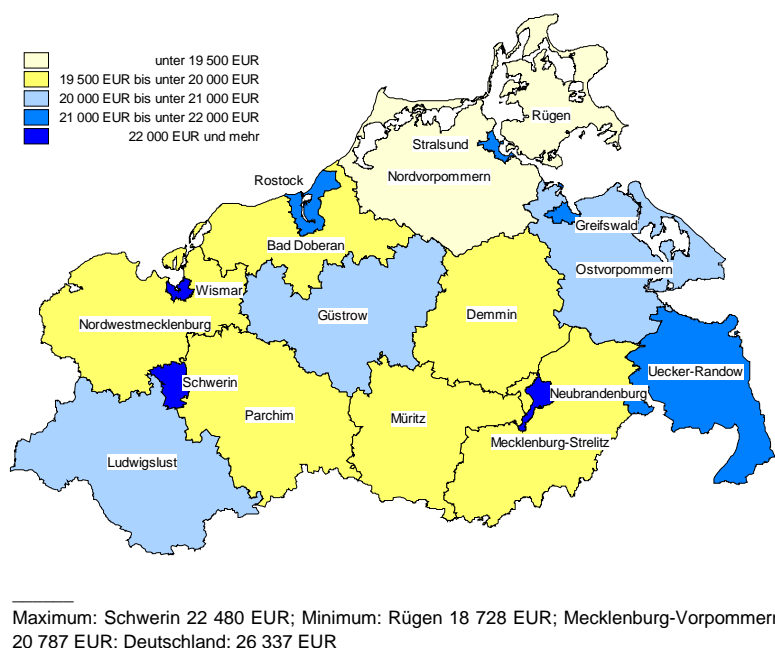 unter 19 500 EUR
19 500 EUR bis unter 20 000 EUR
20 000 EUR bis unter 21 000 EUR
21 000 EUR bis unter 22 000 EUR
22 000 EUR und mehr
Rügen
Stralsund
Nordvorpommern
Rostock
Greifswald
Bad Doberan
Ostvorpommern
Wismar
Güstrow
Demmin
Nordwestmecklenburg
Uecker-Randow
Schwerin
Neubrandenburg
Parchim
Müritz
Mecklenburg-Strelitz
Ludwigslust
Maximum: Schwerin 22 480 EUR; Minimum: Rügen 18 728 EUR; Mecklenburg-Vorpommern
20 787 EUR; Deutschland: 26 337 EUR